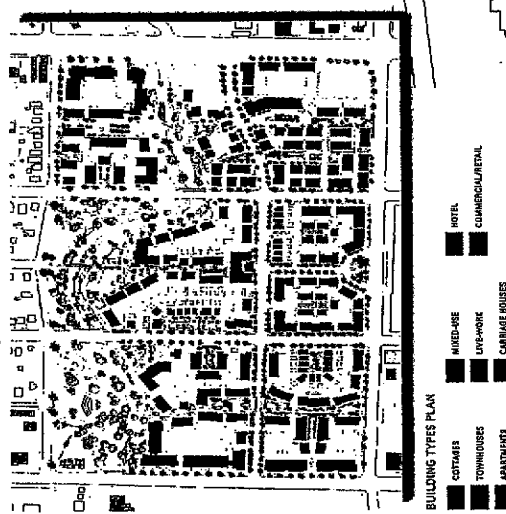 BUILDING TYPES PLAN
COTTAGES
TOWNHOUSES
APARTMENTS
MIXED-USE
LIVE-WORK
CARRIAGE HOUSES
HOTEL
COMMERCIAL/RETAIL